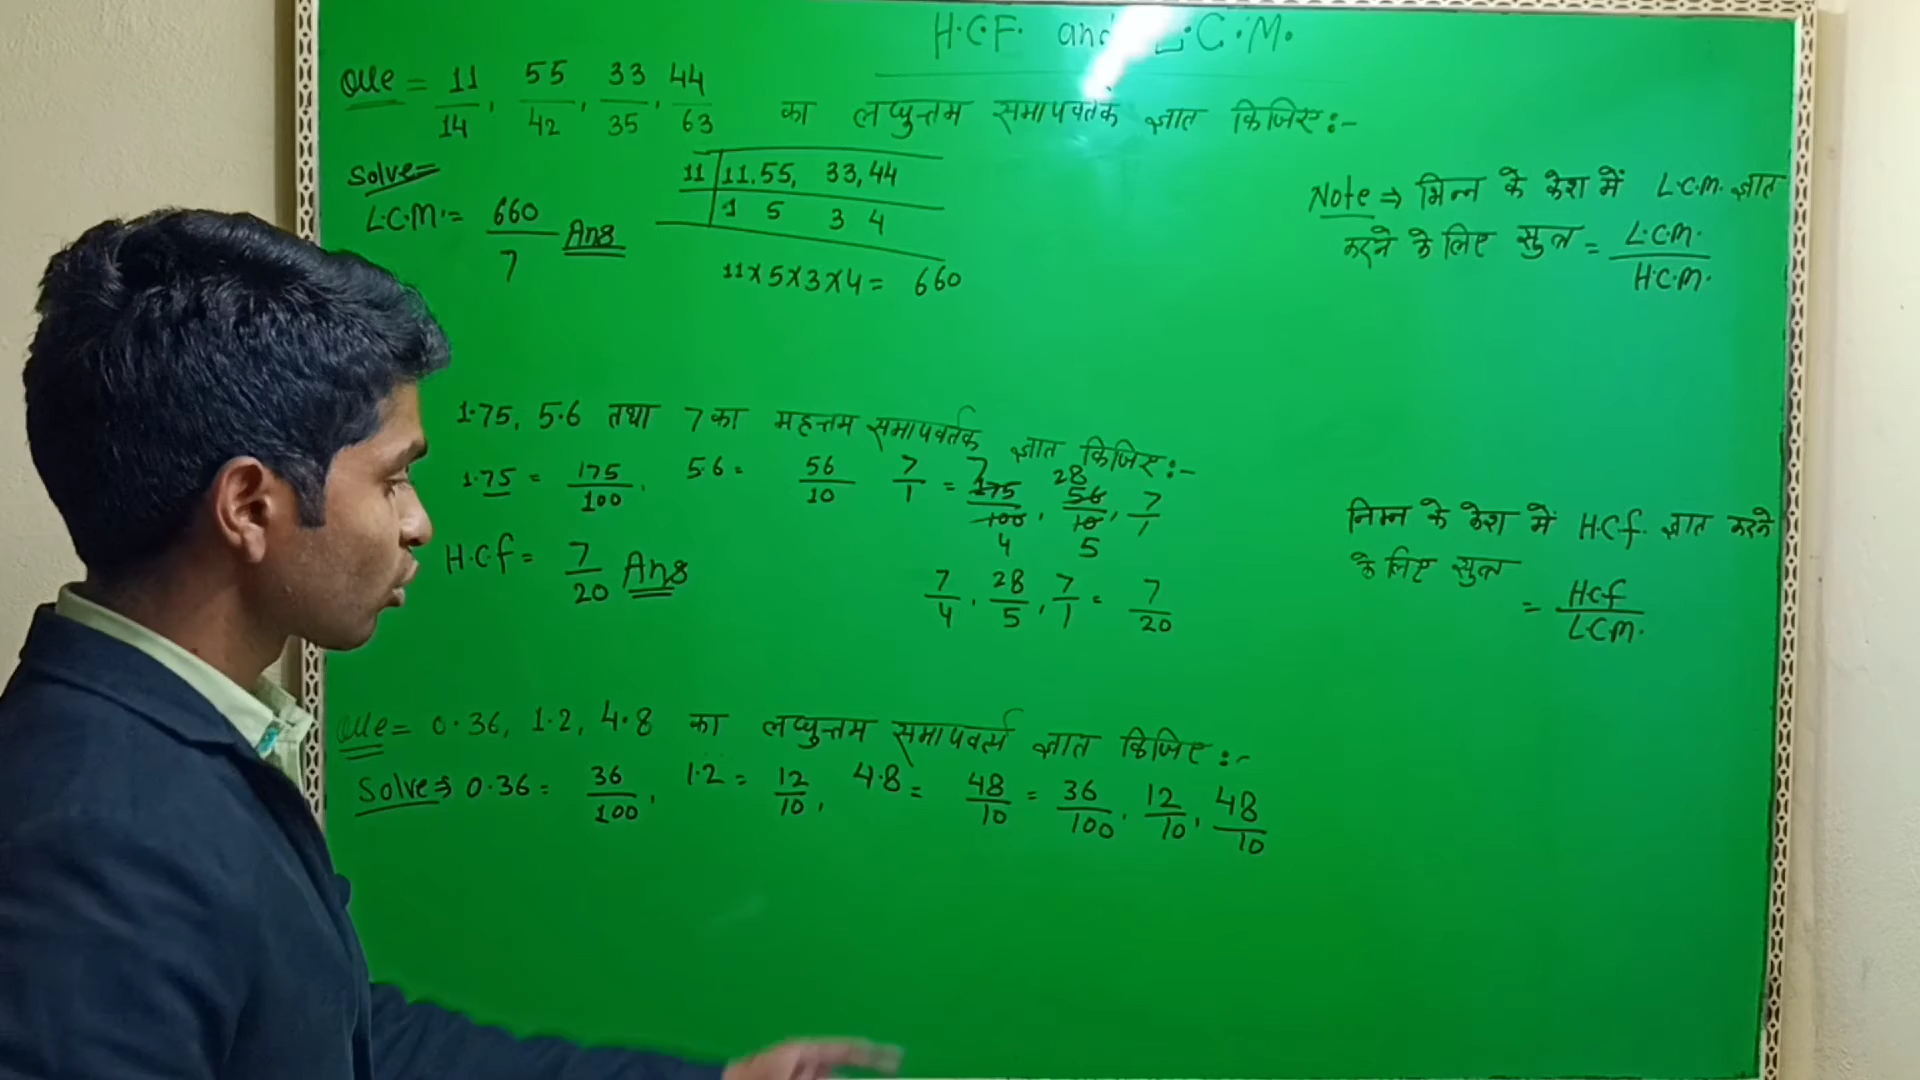 H.C.F. and L.C.M.
Que = 11/14, 55/42, 33/35, 44/63 का लघुत्तम समापवर्तक ज्ञात किजिए:-
Solve=
L.C.M.= 660/7 Ans
11 | 11, 55, 33, 44
1 5 3 4
11×5×3×4= 660
Note ⇒ भिन्न के केश में L.C.M. ज्ञात
करने के लिए सुत्र = L.C.M./H.C.M.
1.75, 5.6 तथा 7 का महत्तम समापवर्तक ज्ञात किजिए:-
1.75 = 175/100, 5.6= 56/10 7/1 = 175/100, 56/10, 7/1
7 28
4 5
H.C.f= 7/20 Ans
7/4, 28/5, 7/1 = 7/20
निम्न के केश में H.C.f. ज्ञात करने
के लिए सुत्र
= H.C.f/L.C.M.
Que= 0.36, 1.2, 4.8 का लघुत्तम समापवर्त्य ज्ञात किजिए:-
Solve⇒ 0.36= 36/100, 1.2= 12/10, 4.8= 48/10 = 36/100, 12/10, 48/10